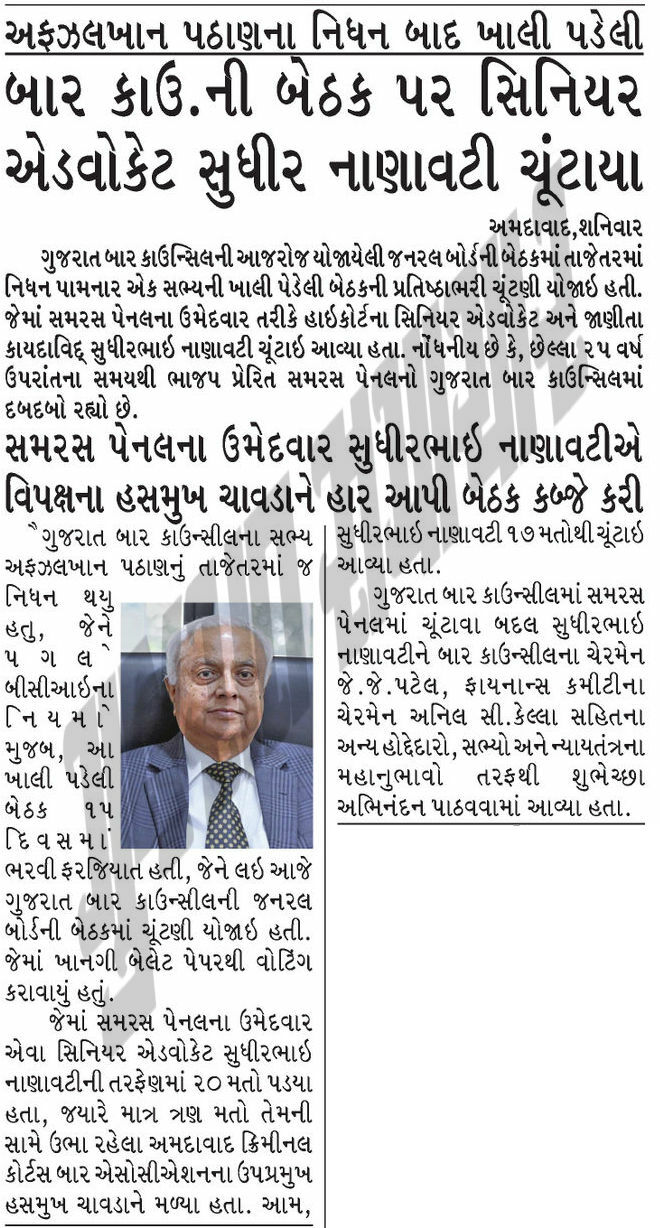 અફઝલખાન પઠાણના નિધન બાદ ખાલી પડેલી
બાર કાઉ.ની બેઠક પર સિનિયર
એડવોકેટ સુધીર નાણાવટી ચૂંટાયા
અમદાવાદ,શનિવાર
ગુજરાત બાર કાઉન્સિલની આજરોજ યોજાયેલી જનરલ બોર્ડની બેઠકમાં તાજેતરમાં
નિધન પામનાર એક સભ્યની ખાલી પેડેલી બેઠકની પ્રતિષ્ઠાભરી ચૂંટણી યોજાઇ હતી.
જેમાં સમરસ પેનલના ઉમેદવાર તરીકે હાઇકોર્ટના સિનિયર એડવોકેટ અને જાણીતા
કાયદાવિદ્ સુધીરભાઇ નાણાવટી ચૂંટાઇ આવ્યા હતા. નોંધનીય છે કે, છેલ્લા ૨૫ વર્ષ
ઉપરાંતના સમયથી ભાજપ પ્રેરિત સમરસ પેનલનો ગુજરાત બાર કાઉન્સિલમાં
દબદબો રહ્યો છે.
સમરસ પેનલના ઉમેદવાર સુધીરભાઇ નાણાવટીએ
વિપક્ષના હસમુખ ચાવડાને હાર આપી બેઠક કબ્જે કરી
ગુજરાત બાર કાઉન્સીલના સભ્ય
અફઝલખાન પઠાણનું તાજેતરમાં જ
નિધન થયુ
હતુ, જેને
પગલે
બીસીઆઇના
નિયમો
મુજબ, આ
ખાલી પડેલી
બેઠક ૧૫
દિવસમાં
ભરવી ફરજિયાત હતી, જેને લઇ આજે
ગુજરાત બાર કાઉન્સીલની જનરલ
બોર્ડની બેઠકમાં ચૂંટણી યોજાઇ હતી.
જેમાં ખાનગી બેલેટ પેપરથી વોટિંગ
કરાવાયું હતું.
જેમાં સમરસ પેનલના ઉમેદવાર
એવા સિનિયર એડવોકેટ સુધીરભાઇ
નાણાવટીની તરફેણમાં ૨૦ મતો પડયા
હતા, જયારે માત્ર ત્રણ મતો તેમની
સામે ઉભા રહેલા અમદાવાદ ક્રિમીનલ
કોર્ટસ બાર એસોસીએશનના ઉપપ્રમુખ
હસમુખ ચાવડાને મળ્યા હતા. આમ,
સુધીરભાઇ નાણાવટી ૧૭ મતોથી ચૂંટાઇ
આવ્યા હતા.
ગુજરાત બાર કાઉન્સીલમાં સમરસ
પેનલમાં ચૂંટાવા બદલ સુધીરભાઇ
નાણાવટીને બાર કાઉન્સીલના ચેરમેન
જે.જે.પટેલ, ફાયનાન્સ કમીટીના
ચેરમેન અનિલ સી.કેલ્લા સહિતના
અન્ય હોદ્દેદારો, સભ્યો અને ન્યાયતંત્રના
મહાનુભાવો તરફથી શુભેચ્છા
અભિનંદન પાઠવવામાં આવ્યા હતા.